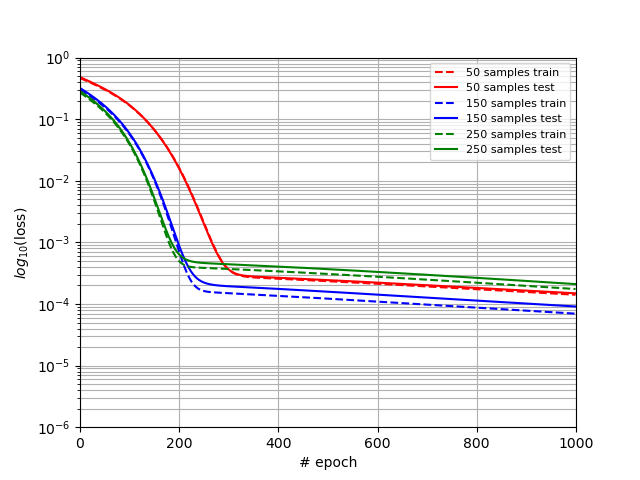 10^0
10^{-1}
10^{-2}
10^{-3}
10^{-4}
10^{-5}
10^{-6}
log_{10}(loss)
50 samples train
50 samples test
150 samples train
150 samples test
250 samples train
250 samples test
0 200 400 600 800 1000
# epoch